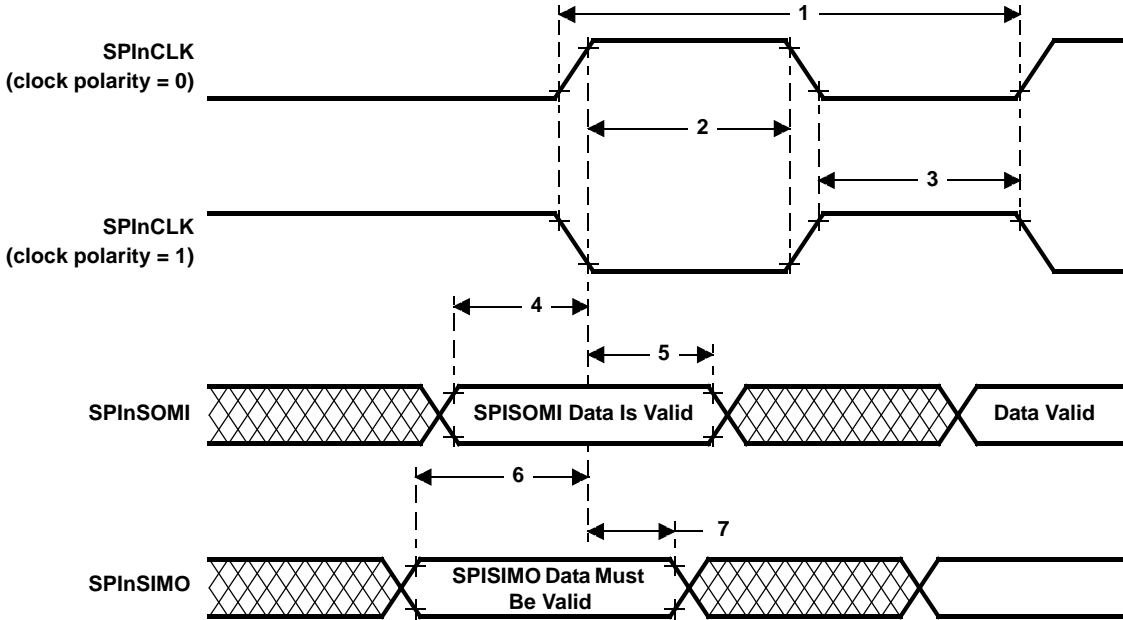 1
SPInCLK
(clock polarity = 0)
2
3
SPInCLK
(clock polarity = 1)
4
5
SPInSOMI
SPISOMI Data Is Valid
Data Valid
6
7
SPInSIMO
SPISIMO Data Must
Be Valid